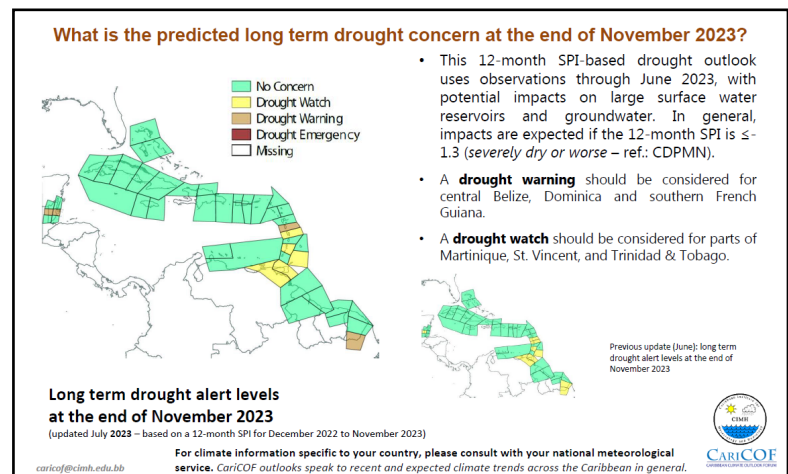 What is the predicted long term drought concern at the end of November 2023?
No Concern
Drought Watch
Drought Warning
Drought Emergency
Missing
• This 12-month SPI-based drought outlook
uses observations through June 2023, with
potential impacts on large surface water
reservoirs and groundwater. In general,
impacts are expected if the 12-month SPI is ≤-
1.3 (severely dry or worse – ref.: CDPMN).
• A drought warning should be considered for
central Belize, Dominica and southern French
Guiana.
• A drought watch should be considered for parts of
Martinique, St. Vincent, and Trinidad & Tobago.
Previous update (June): long term
drought alert levels at the end of
November 2023
Long term drought alert levels
at the end of November 2023
(updated July 2023 – based on a 12-month SPI for December 2022 to November 2023)
CIMH
CARICOF
CARIBBEAN CLIMATE OUTLOOK FORUM
For climate information specific to your country, please consult with your national meteorological
caricof@cimh.edu.bb
service. CariCOF outlooks speak to recent and expected climate trends across the Caribbean in general.